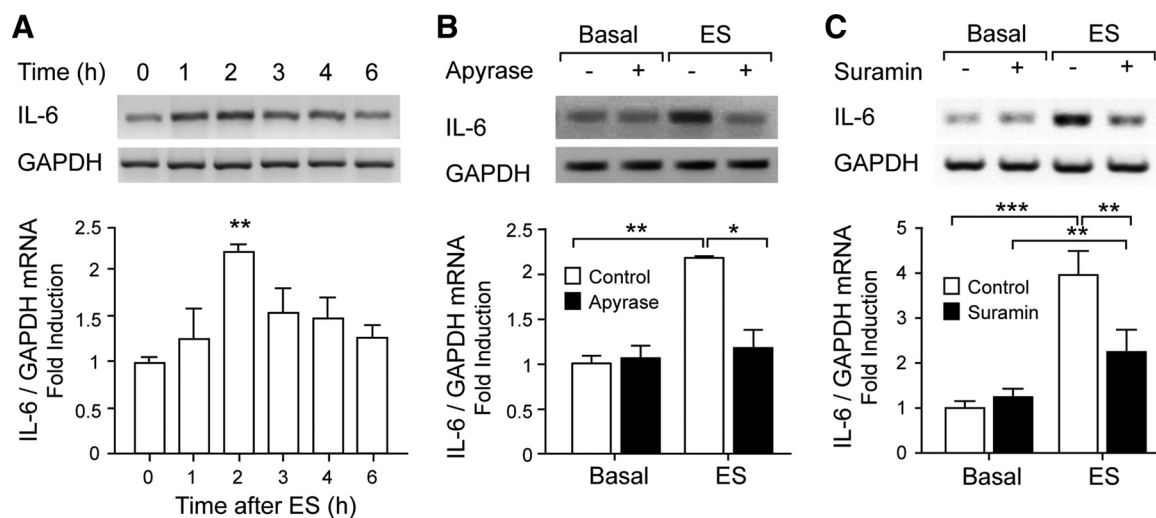 A
Time (h) 0 1 2 3 4 6
IL-6
GAPDH
IL-6 / GAPDH mRNA
Fold Induction
2.5
2
1.5
1
0.5
0
**
0 1 2 3 4 6
Time after ES (h)
B
Basal ES
Apyrase - + - +
IL-6
GAPDH
IL-6 / GAPDH mRNA
Fold Induction
2.5
2
1.5
1
0.5
0
** *
Control
Apyrase
Basal ES
C
Basal ES
Suramin - + - +
IL-6
GAPDH
IL-6 / GAPDH mRNA
Fold Induction
5
4
3
2
1
0
*** **
**
Control
Suramin
Basal ES